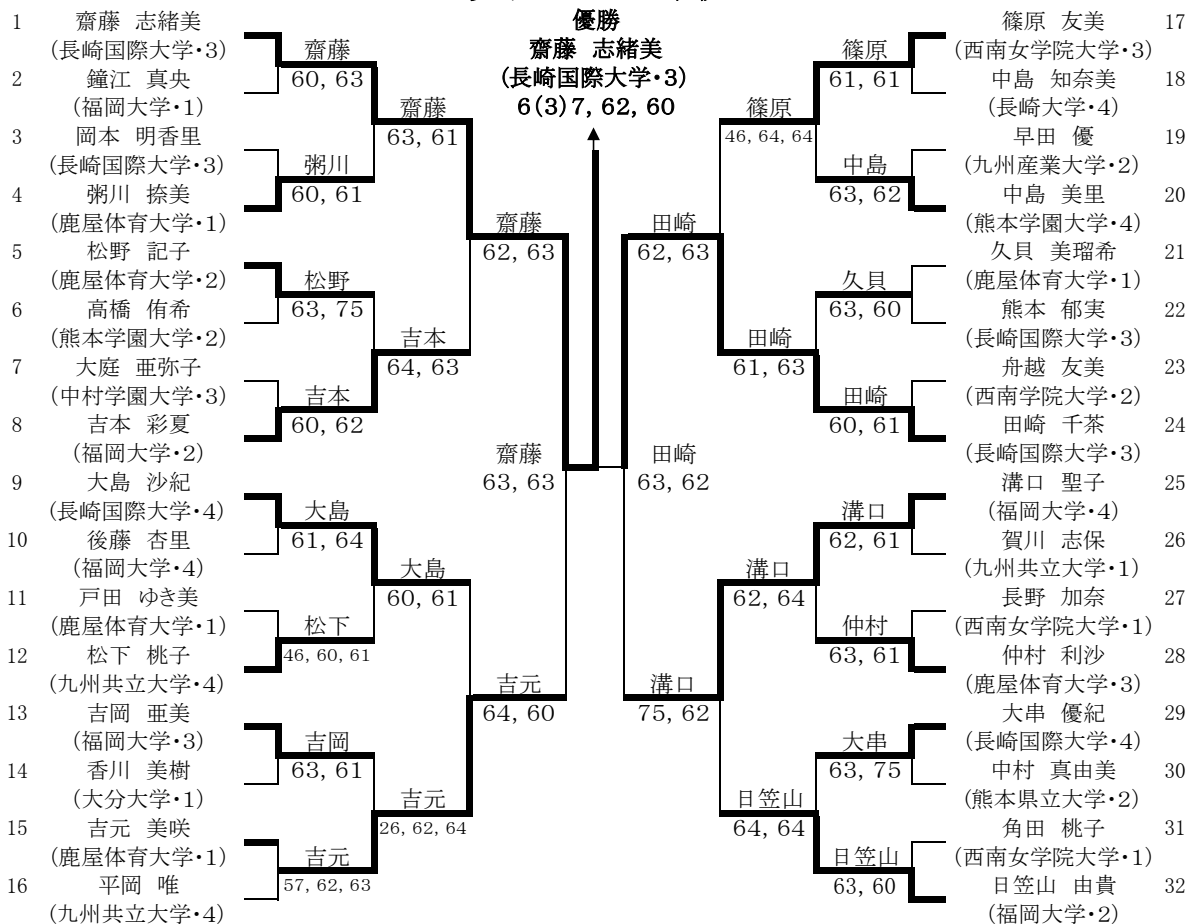 優勝
齋藤 志緒美
(長崎国際大学・3)
6(3)7, 62, 60
1 齋藤 志緒美
(長崎国際大学・3)
2 鐘江 真央
(福岡大学・1)
3 岡本 明香里
(長崎国際大学・3)
4 粥川 捺美
(鹿屋体育大学・1)
5 松野 記子
(鹿屋体育大学・2)
6 高橋 侑希
(熊本学園大学・2)
7 大庭 亜弥子
(中村学園大学・3)
8 吉本 彩夏
(福岡大学・2)
9 大島 沙紀
(長崎国際大学・4)
10 後藤 杏里
(福岡大学・4)
11 戸田 ゆき美
(鹿屋体育大学・1)
12 松下 桃子
(九州共立大学・4)
13 吉岡 亜美
(福岡大学・3)
14 香川 美樹
(大分大学・1)
15 吉元 美咲
(鹿屋体育大学・1)
16 平岡 唯
(九州共立大学・4)
齋藤
60, 63
粥川
60, 61
松野
63, 75
吉本
60, 62
大島
61, 64
松下
46, 60, 61
吉岡
63, 61
吉元
57, 62, 63
齋藤
63, 61
吉本
64, 63
大島
60, 61
吉元
26, 62, 64
齋藤
62, 63
吉元
64, 60
齋藤
63, 63
田崎
63, 62
田崎
62, 63
溝口
75, 62
篠原
46, 64, 64
田崎
61, 63
溝口
62, 64
日笠山
64, 64
篠原
61, 61
中島
63, 62
久貝
63, 60
田崎
60, 61
溝口
62, 61
仲村
63, 61
大串
63, 75
日笠山
63, 60
篠原 友美 17
(西南女学院大学・3)
中島 知奈美 18
(長崎大学・4)
早田 優 19
(九州産業大学・2)
中島 美里 20
(熊本学園大学・4)
久貝 美瑠希 21
(鹿屋体育大学・1)
熊本 郁実 22
(長崎国際大学・3)
舟越 友美 23
(西南学院大学・2)
田崎 千茶 24
(長崎国際大学・3)
溝口 聖子 25
(福岡大学・4)
賀川 志保 26
(九州共立大学・1)
長野 加奈 27
(西南女学院大学・1)
仲村 利沙 28
(鹿屋体育大学・3)
大串 優紀 29
(長崎国際大学・4)
中村 真由美 30
(熊本県立大学・2)
角田 桃子 31
(西南女学院大学・1)
日笠山 由貴 32
(福岡大学・2)